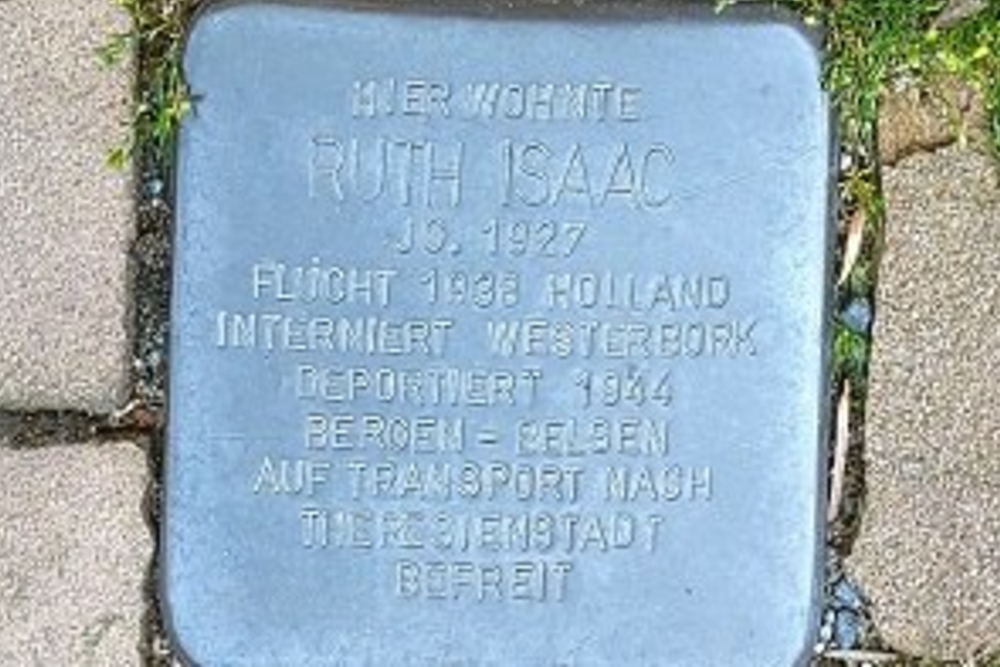 HIER WOHNTE
RUTH ISAAC
JG. 1927
FLUCHT 1938 HOLLAND
INTERNIERT WESTERBORK
DEPORTIERT 1944
BERGEN = BELSEN
AUF TRANSPORT NACH
THERESIENSTADT
BEFREIT